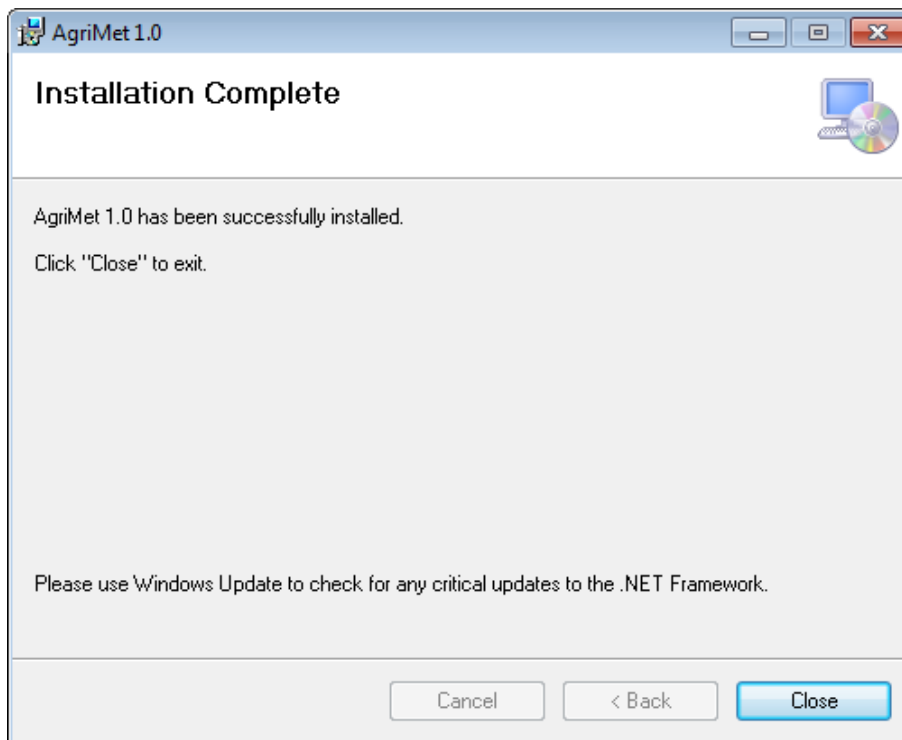 AgriMet 1.0
Installation Complete
AgriMet 1.0 has been successfully installed.
Click "Close" to exit.
Please use Windows Update to check for any critical updates to the .NET Framework.
Cancel
< Back
Close